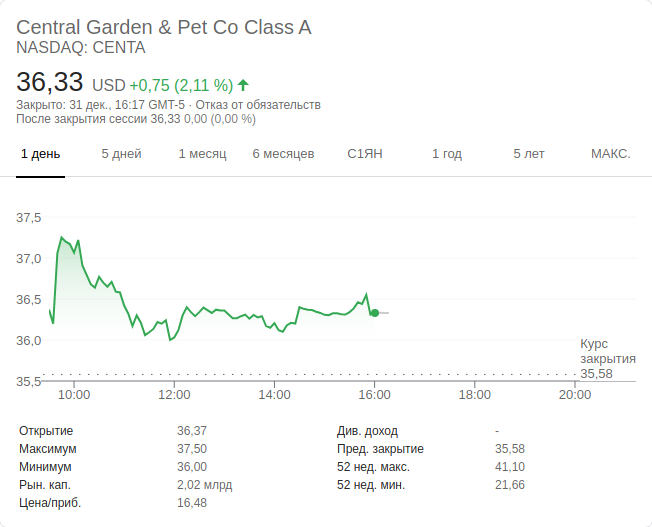 Central Garden & Pet Co Class A
NASDAQ: CENTA
36,33 USD +0,75 (2,11 %)
Закрыто: 31 дек., 16:17 GMT-5 · Отказ от обязательств
После закрытия сессии 36,33 0,00 (0,00 %)
1 день 5 дней 1 месяц 6 месяцев С1ЯН 1 год 5 лет МАКС.
37,5
37,0
36,5
36,0
Курс
закрытия
35,58
35,5
10:00 12:00 14:00 16:00 18:00 20:00
Открытие 36,37 Див. доход -
Максимум 37,50 Пред. закрытие 35,58
Минимум 36,00 52 нед. макс. 41,10
Рын. кап. 2,02 млрд 52 нед. мин. 21,66
Цена/приб. 16,48